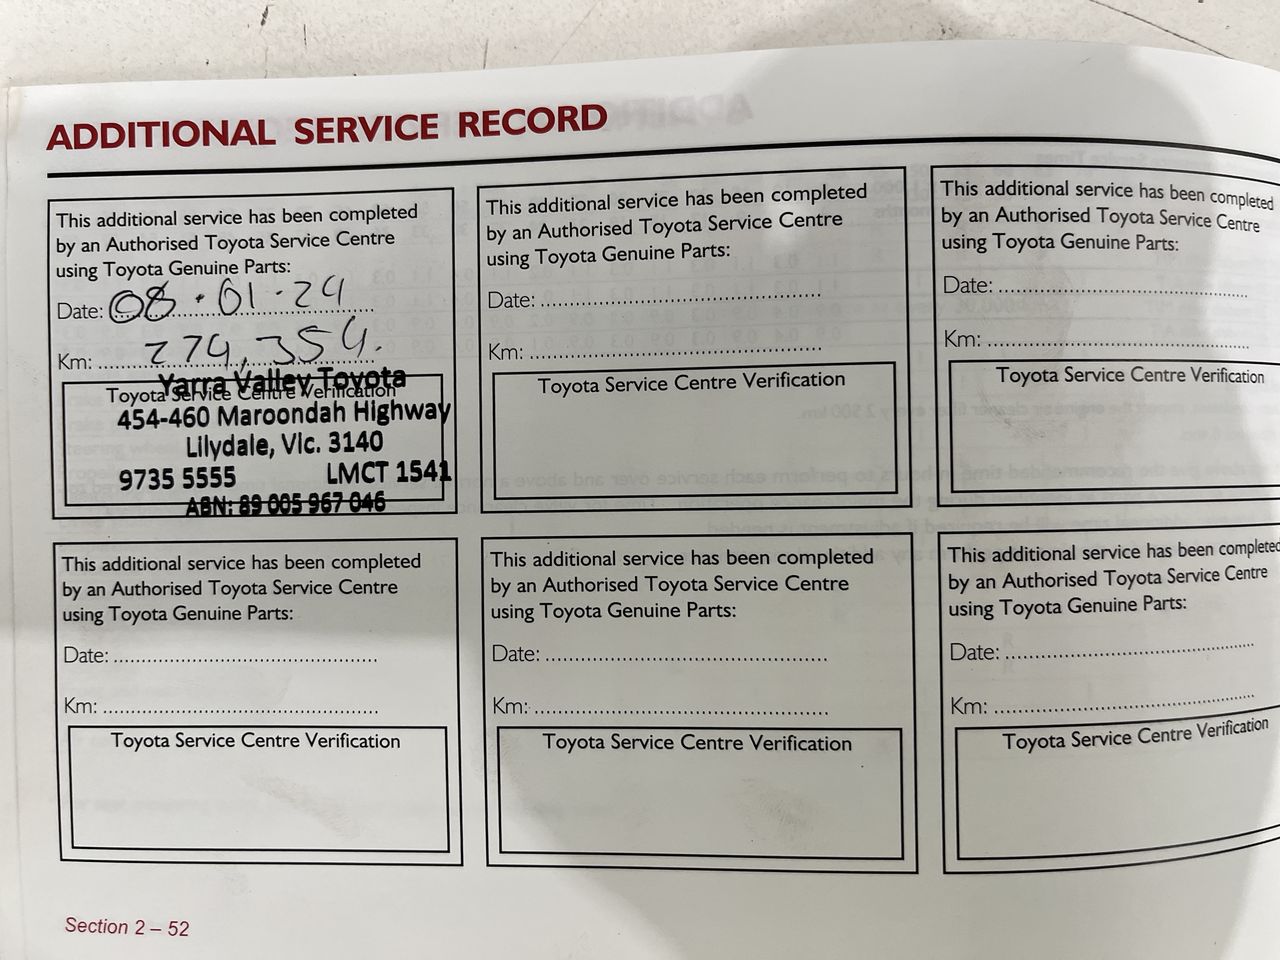 ADDITIONAL SERVICE RECORD
This additional service has been completed
by an Authorised Toyota Service Centre
using Toyota Genuine Parts:
Date: 08.01.24
Km: 274,354.
Toyota Service Centre Verification
Yarra Valley Toyota
454-460 Maroondah Highway
Lilydale, Vic. 3140
9735 5555 LMCT 1541
ABN: 89 005 967 046
This additional service has been completed
by an Authorised Toyota Service Centre
using Toyota Genuine Parts:
Date:
Km:
Toyota Service Centre Verification
This additional service has been completed
by an Authorised Toyota Service Centre
using Toyota Genuine Parts:
Date:
Km:
Toyota Service Centre Verification
This additional service has been completed
by an Authorised Toyota Service Centre
using Toyota Genuine Parts:
Date:
Km:
Toyota Service Centre Verification
This additional service has been completed
by an Authorised Toyota Service Centre
using Toyota Genuine Parts:
Date:
Km:
Toyota Service Centre Verification
This additional service has been completed
by an Authorised Toyota Service Centre
using Toyota Genuine Parts:
Date:
Km:
Toyota Service Centre Verification
Section 2 – 52